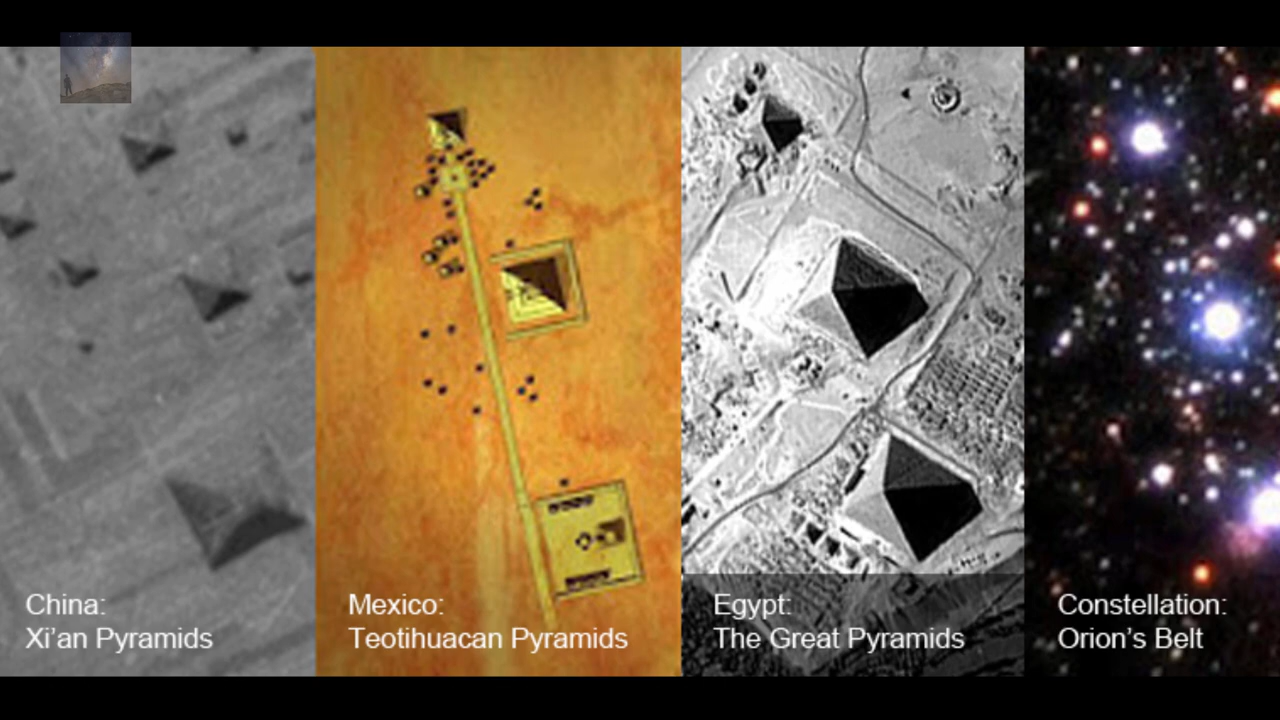 China:
Xi’an Pyramids
Mexico:
Teotihuacan Pyramids
Egypt:
The Great Pyramids
Constellation:
Orion’s Belt